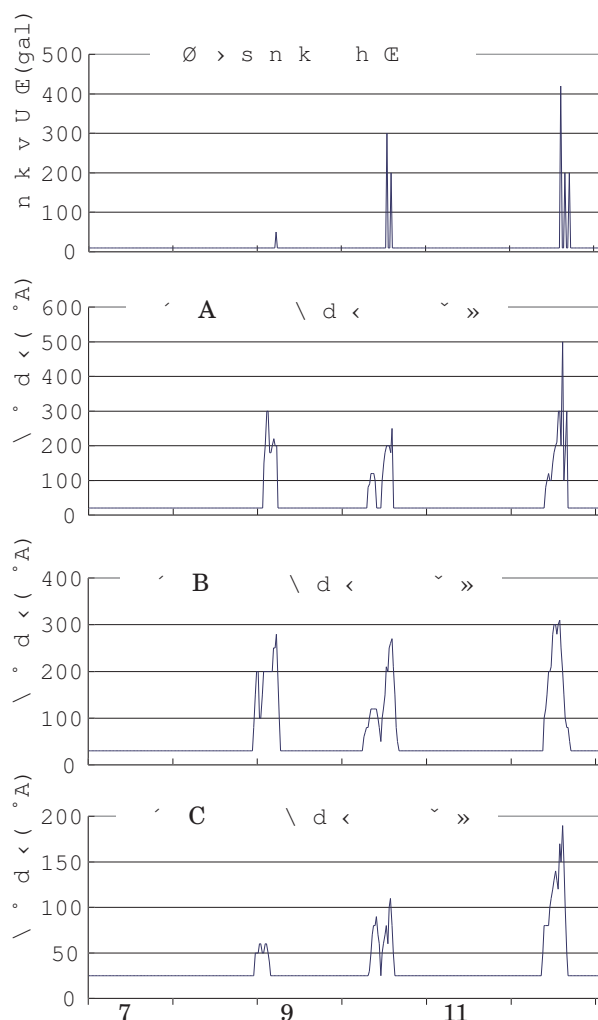 Ø › s n k h Œ
n k v U Œ (gal)
500
400
300
200
100
0
´ A \ d ‹ ˇ »
\ ° d ‹ ( ˚A)
600
500
400
300
200
100
0
´ B \ d ‹ ˇ »
\ ° d ‹ ( ˚A)
400
300
200
100
0
´ C \ d ‹ ˇ »
\ ° d ‹ ( ˚A)
200
150
100
50
0
7 9 11